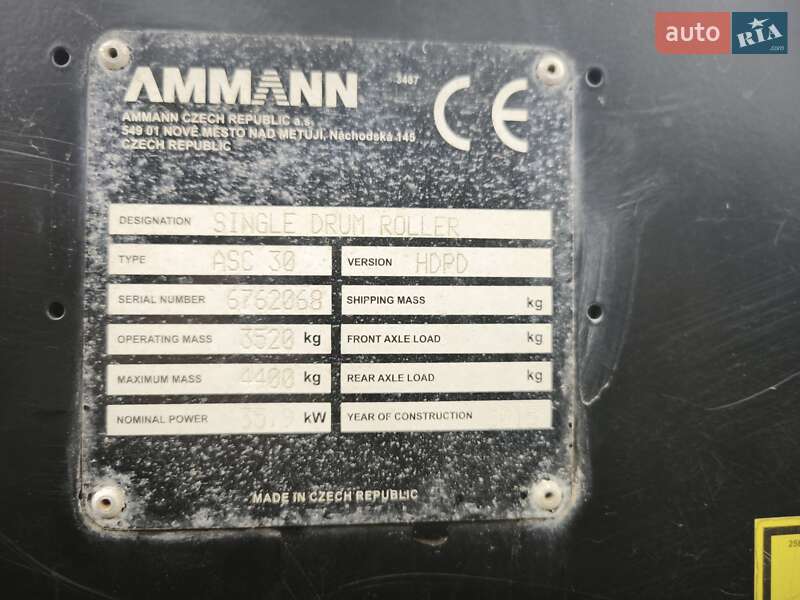 auto RIA
.com
AMMANN
3487
CE
AMMANN CZECH REPUBLIC a.s.
549 01 NOVÉ MĚSTO NAD METUJÍ, Náchodská 145
CZECH REPUBLIC
DESIGNATION SINGLE DRUM ROLLER
TYPE ASC 30 VERSION HDPD
SERIAL NUMBER 6762068 SHIPPING MASS kg
OPERATING MASS 3520 kg FRONT AXLE LOAD kg
MAXIMUM MASS 4400 kg REAR AXLE LOAD kg
NOMINAL POWER 35.9 kW YEAR OF CONSTRUCTION
MADE IN CZECH REPUBLIC